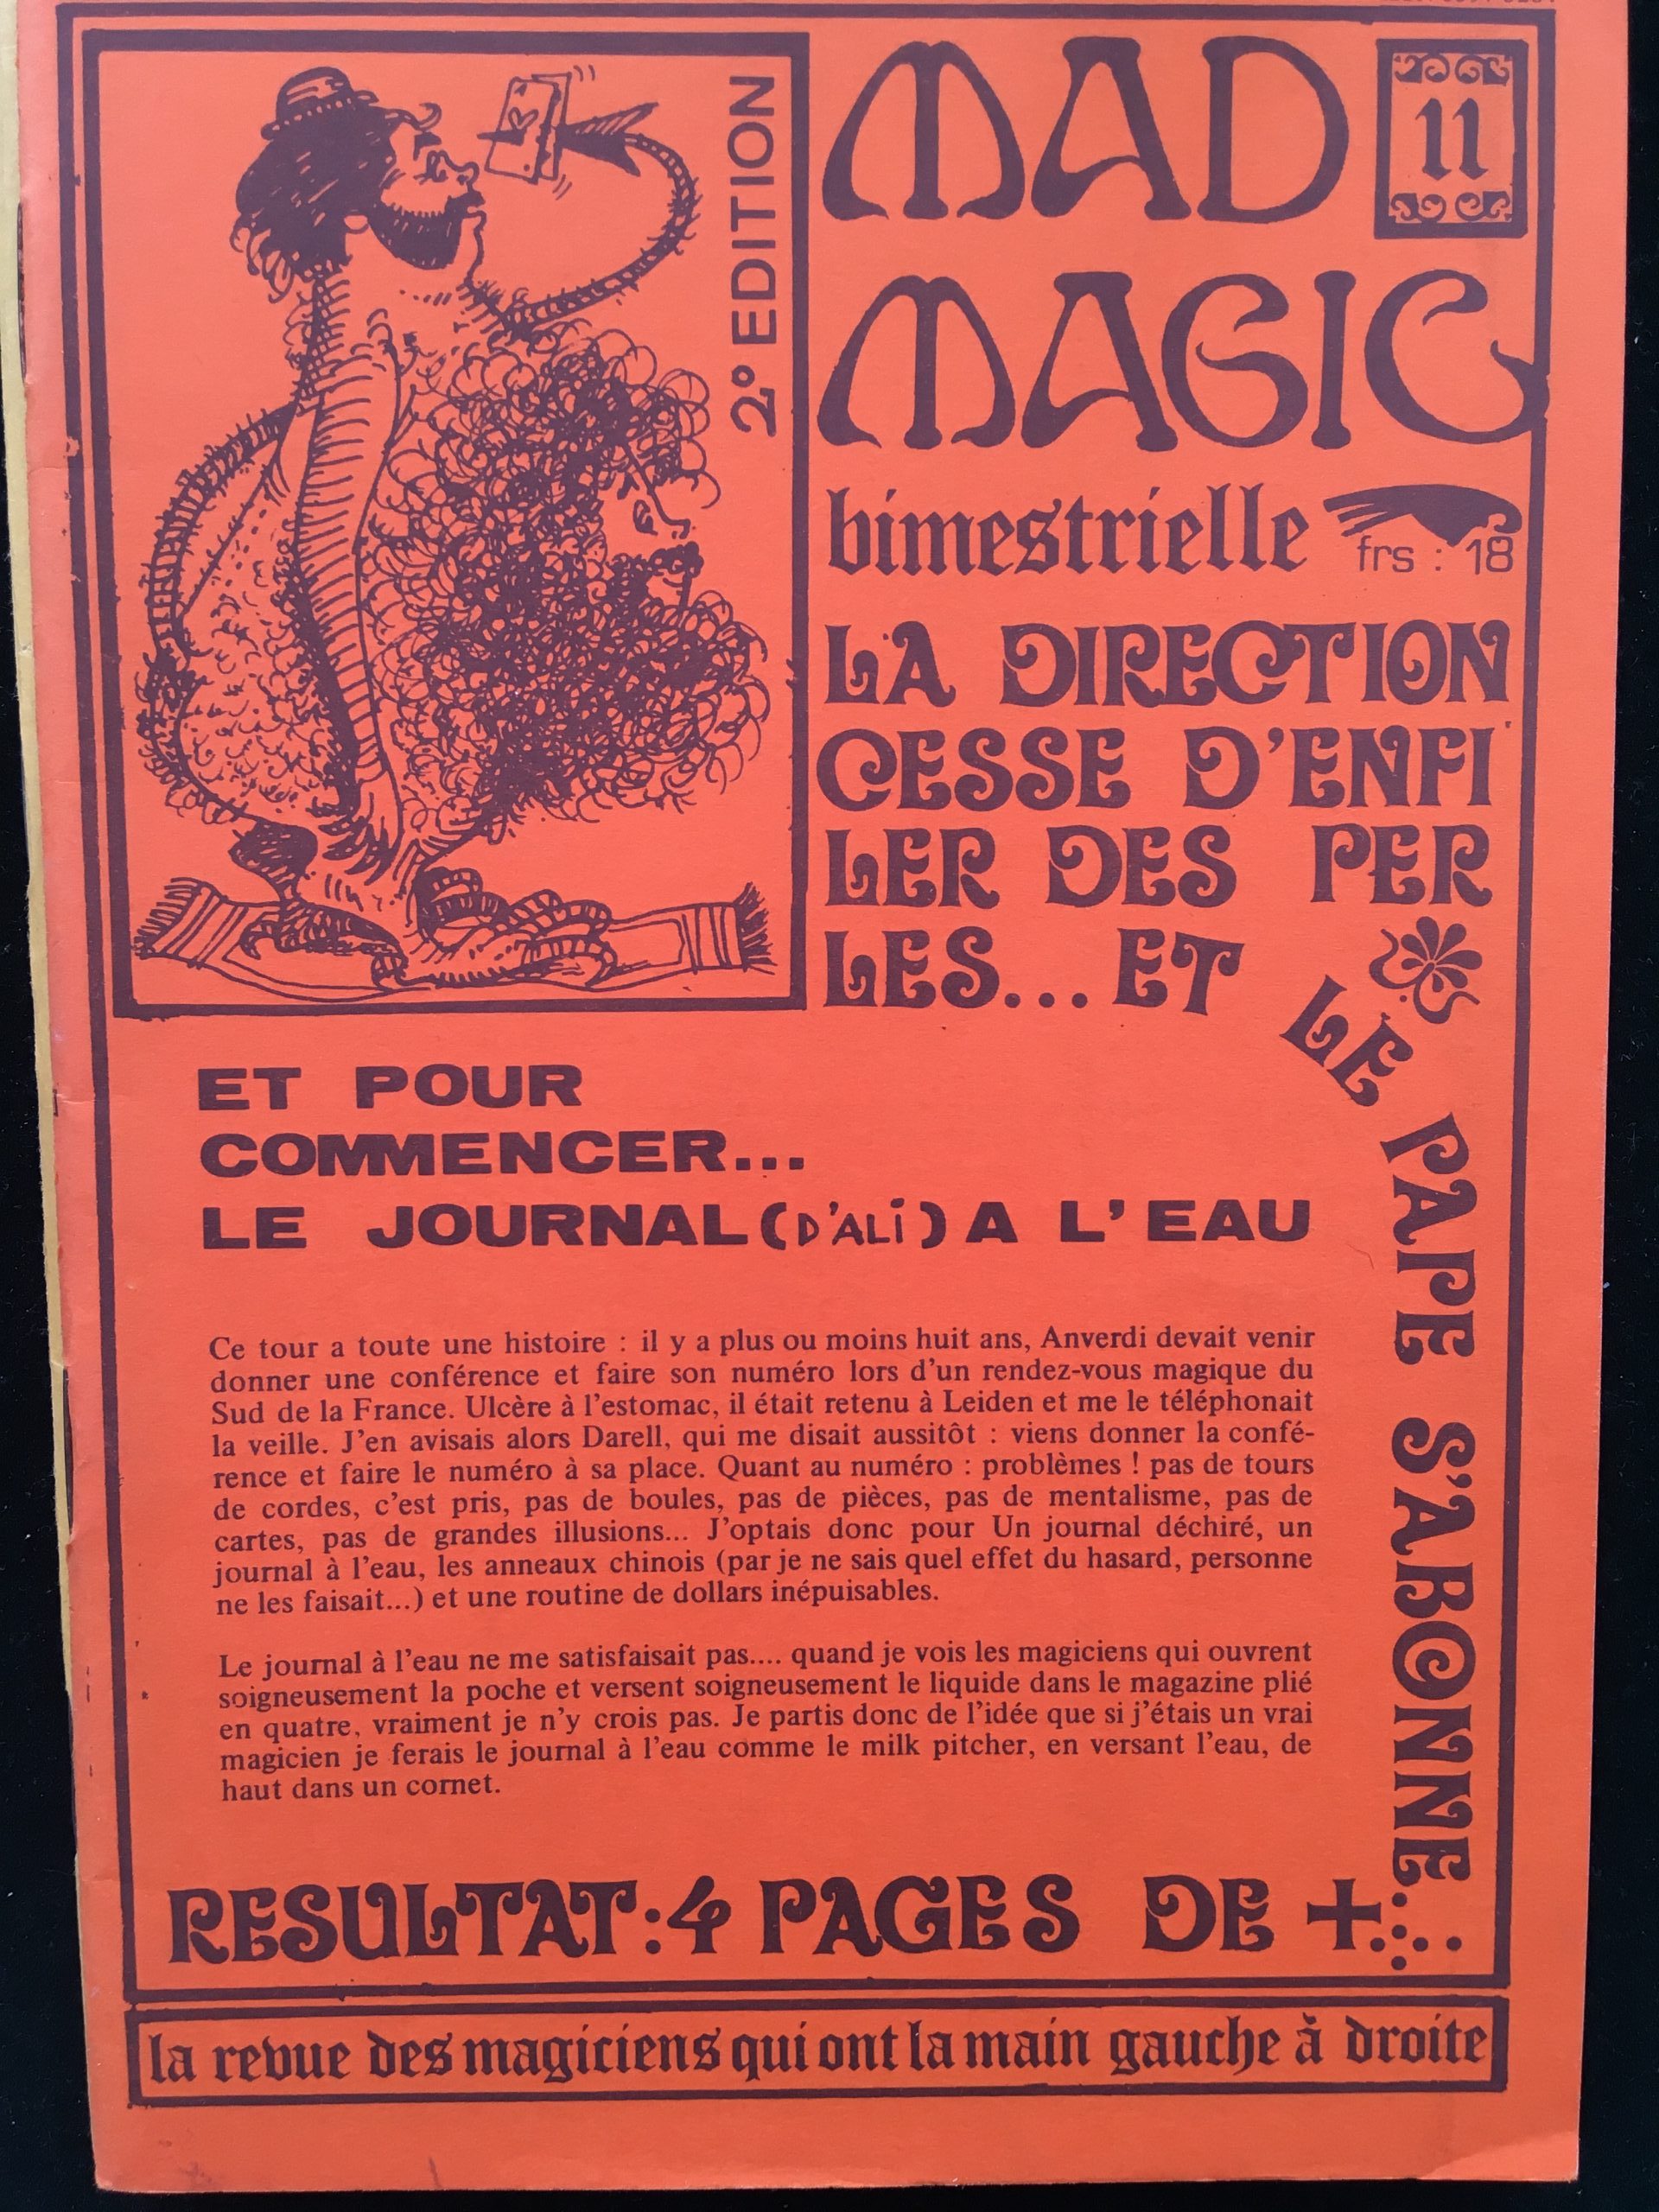 2° EDITION
MAD
11
MAGIC
bimestrielle
frs : 18
LA DIRECTION
CESSE D'ENFI
LER DES PER
LES... ET
LE PAPE S'ABONNE
ET POUR
COMMENCER...
LE JOURNAL (D'ALI) A L'EAU
Ce tour a toute une histoire : il y a plus ou moins huit ans, Anverdi devait venir
donner une conférence et faire son numéro lors d'un rendez-vous magique du
Sud de la France. Ulcère à l'estomac, il était retenu à Leiden et me le téléphonait
la veille. J'en avisais alors Darell, qui me disait aussitôt : viens donner la confé-
rence et faire le numéro à sa place. Quant au numéro : problèmes ! pas de tours
de cordes, c'est pris, pas de boules, pas de pièces, pas de mentalisme, pas de
cartes, pas de grandes illusions... J'optais donc pour Un journal déchiré, un
journal à l'eau, les anneaux chinois (par je ne sais quel effet du hasard, personne
ne les faisait...) et une routine de dollars inépuisables.
Le journal à l'eau ne me satisfaisait pas.... quand je vois les magiciens qui ouvrent
soigneusement la poche et versent soigneusement le liquide dans le magazine plié
en quatre, vraiment je n'y crois pas. Je partis donc de l'idée que si j'étais un vrai
magicien je ferais le journal à l'eau comme le milk pitcher, en versant l'eau, de
haut dans un cornet.
RESULTAT : 4 PAGES DE +...
la revue des magiciens qui ont la main gauche à droite